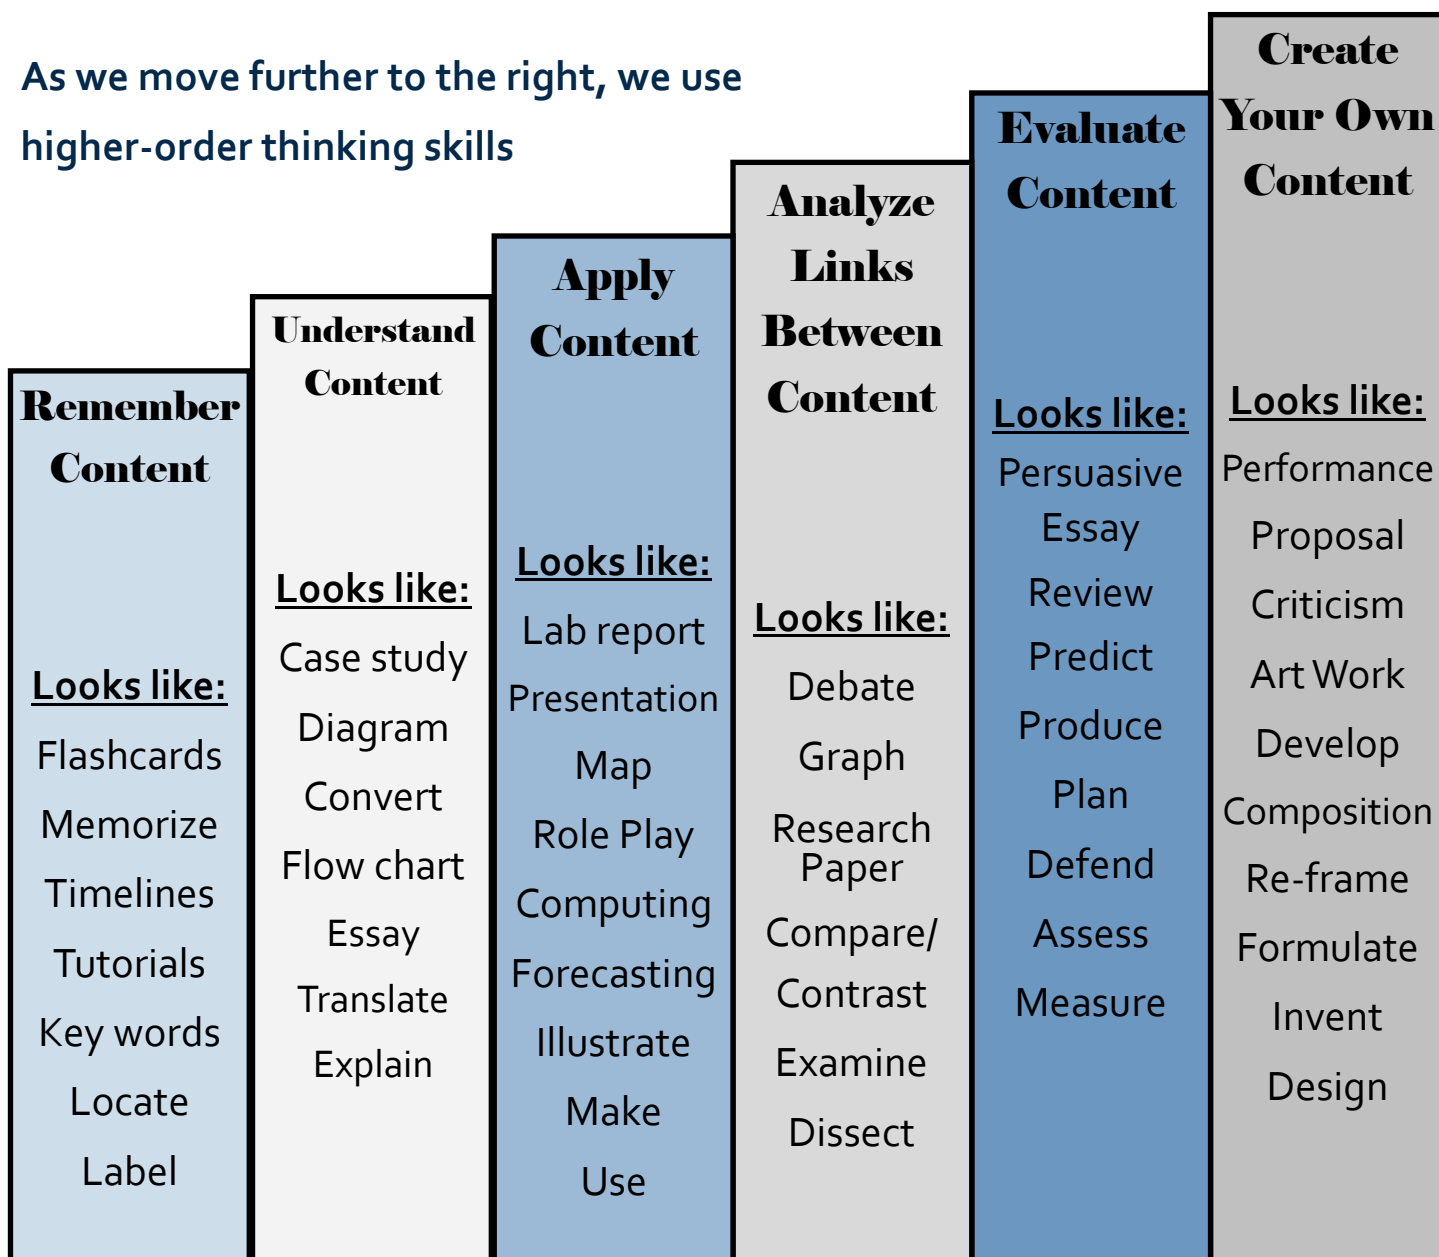 As we move further to the right, we use
higher-order thinking skills
Remember
Content
Looks like:
Flashcards
Memorize
Timelines
Tutorials
Key words
Locate
Label
Understand
Content
Looks like:
Case study
Diagram
Convert
Flow chart
Essay
Translate
Explain
Apply
Content
Looks like:
Lab report
Presentation
Map
Role Play
Computing
Forecasting
Illustrate
Make
Use
Analyze
Links
Between
Content
Looks like:
Debate
Graph
Research
Paper
Compare/
Contrast
Examine
Dissect
Evaluate
Content
Looks like:
Persuasive
Essay
Review
Predict
Produce
Plan
Defend
Assess
Measure
Create
Your Own
Content
Looks like:
Performance
Proposal
Criticism
Art Work
Develop
Composition
Re-frame
Formulate
Invent
Design